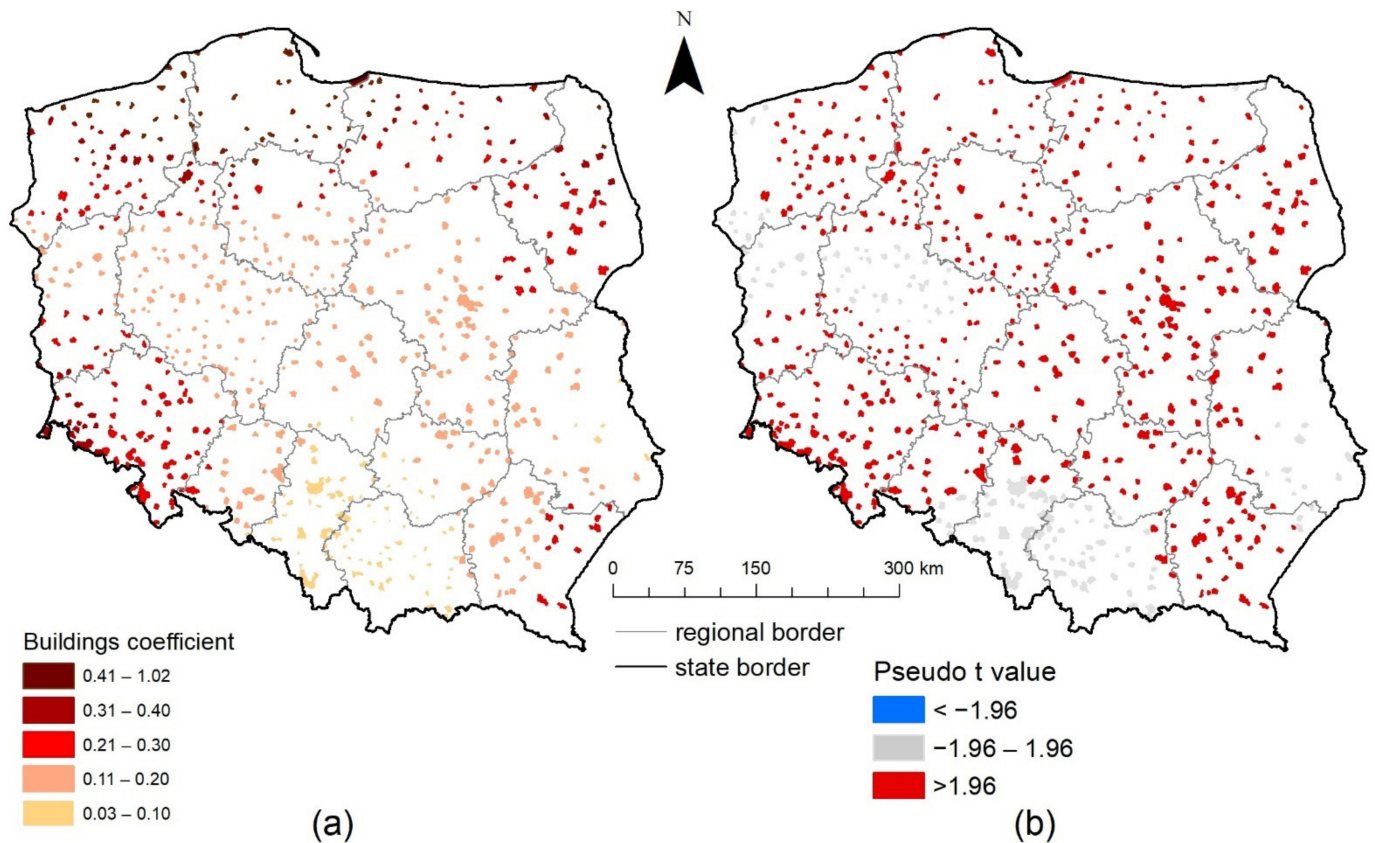 N
0 75 150 300 km
regional border
state border
Buildings coefficient
0.41 – 1.02
0.31 – 0.40
0.21 – 0.30
0.11 – 0.20
0.03 – 0.10
(a)
Pseudo t value
< −1.96
−1.96 – 1.96
>1.96
(b)